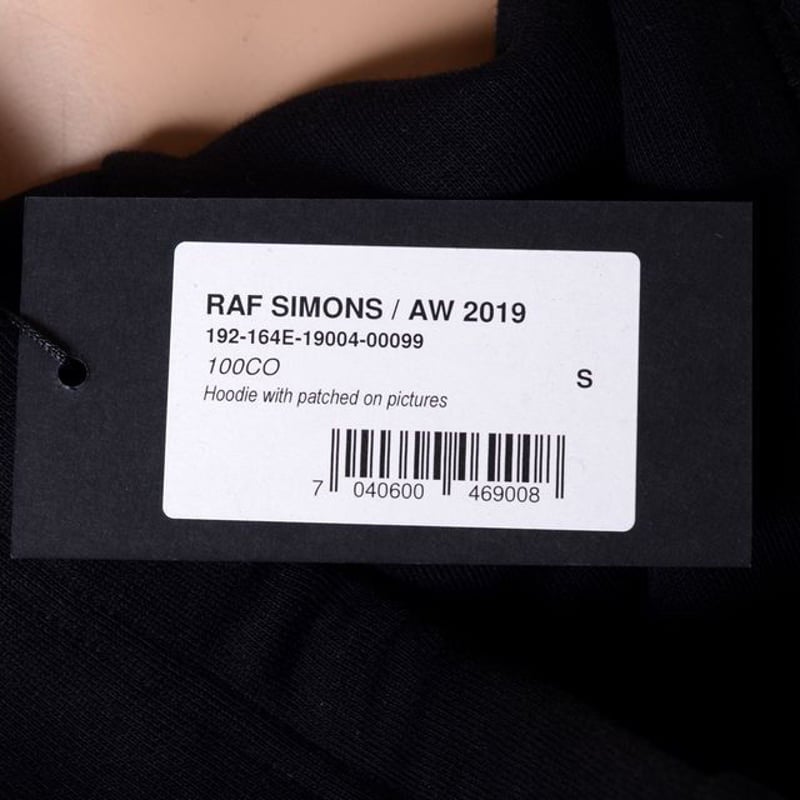 RAF SIMONS / AW 2019
192-164E-19004-00099
100CO
S
Hoodie with patched on pictures
7 040600 469008